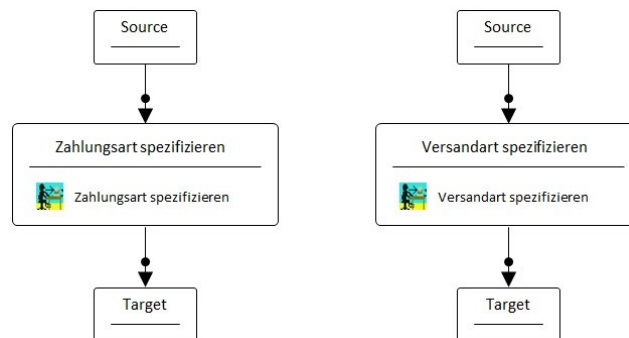 Source
Zahlungsart spezifizieren
Zahlungsart spezifizieren
Target
Source
Versandart spezifizieren
Versandart spezifizieren
Target